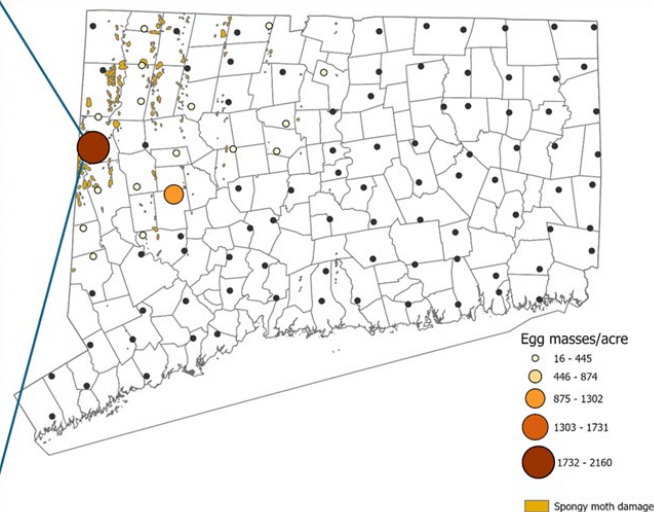 Egg masses/acre
16 - 445
446 - 874
875 - 1302
1303 - 1731
1732 - 2160
Spongy moth damage